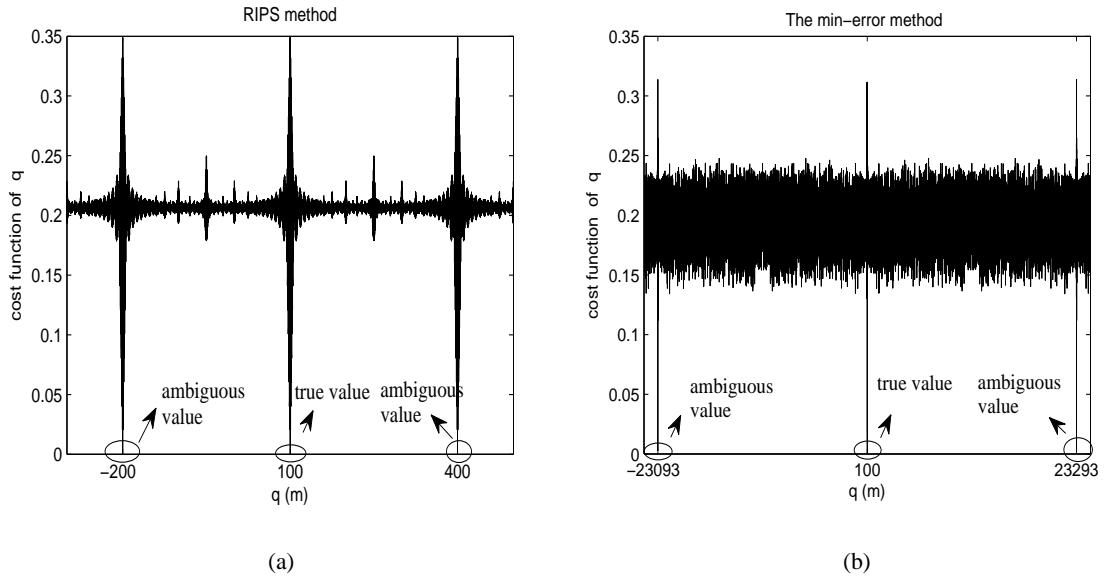 RIPS method
0.35
0.3
0.25
0.2
0.15
0.1
0.05
0
cost function of q
ambiguous
value
true value
ambiguous
value
−200
100
400
q (m)
(a)
The min−error method
0.35
0.3
0.25
0.2
0.15
0.1
0.05
0
cost function of q
ambiguous
value
true value
ambiguous
value
−23093
100
23293
q (m)
(b)